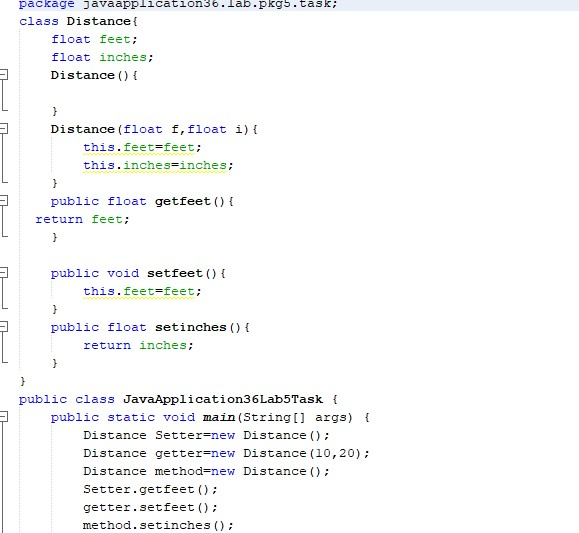 package javaapplication36.lab.pkg5.task;
class Distance{
float feet;
float inches;
Distance(){
}
Distance(float f,float i){
this.feet=feet;
this.inches=inches;
}
public float getfeet(){
return feet;
}
public void setfeet(){
this.feet=feet;
}
public float setinches(){
return inches;
}
}
public class JavaApplication36Lab5Task {
public static void main(String[] args) {
Distance Setter=new Distance();
Distance getter=new Distance(10,20);
Distance method=new Distance();
Setter.getfeet();
getter.setfeet();
method.setinches();